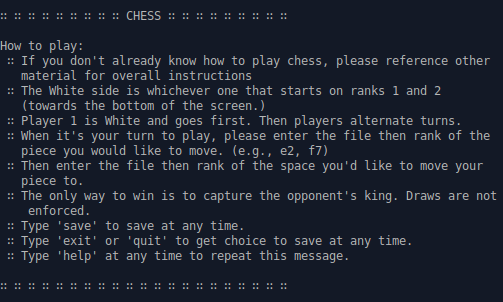 :: :: :: :: :: :: :: :: :: CHESS :: :: :: :: :: :: :: :: ::
How to play:
:: If you don't already know how to play chess, please reference other
material for overall instructions
:: The White side is whichever one that starts on ranks 1 and 2
(towards the bottom of the screen.)
:: Player 1 is White and goes first. Then players alternate turns.
:: When it's your turn to play, please enter the file then rank of the
piece you would like to move. (e.g., e2, f7)
:: Then enter the file then rank of the space you'd like to move your
piece to.
:: The only way to win is to capture the opponent's king. Draws are not
enforced.
:: Type 'save' to save at any time.
:: Type 'exit' or 'quit' to get choice to save at any time.
:: Type 'help' at any time to repeat this message.
:: :: :: :: :: :: :: :: :: :: :: :: :: :: :: :: :: :: :: :: ::